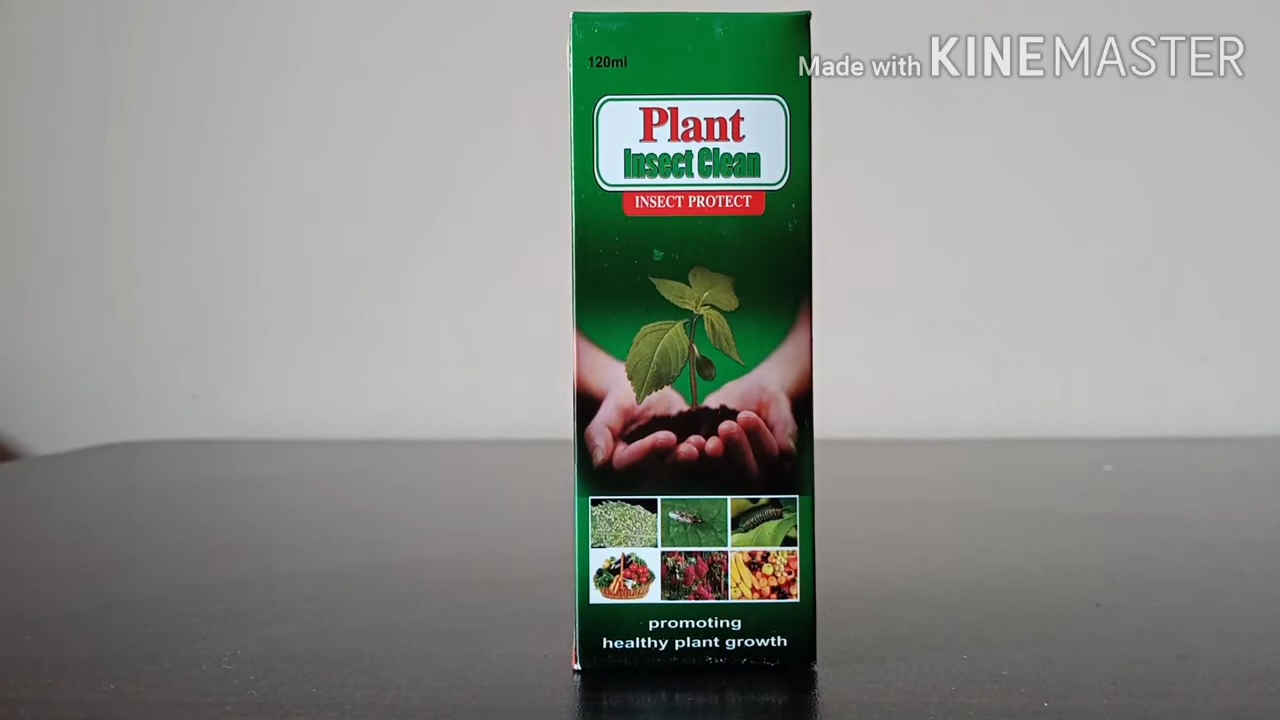 Made with KINEMASTER
120ml
Plant
Insect Clean
INSECT PROTECT
promoting
healthy plant growth